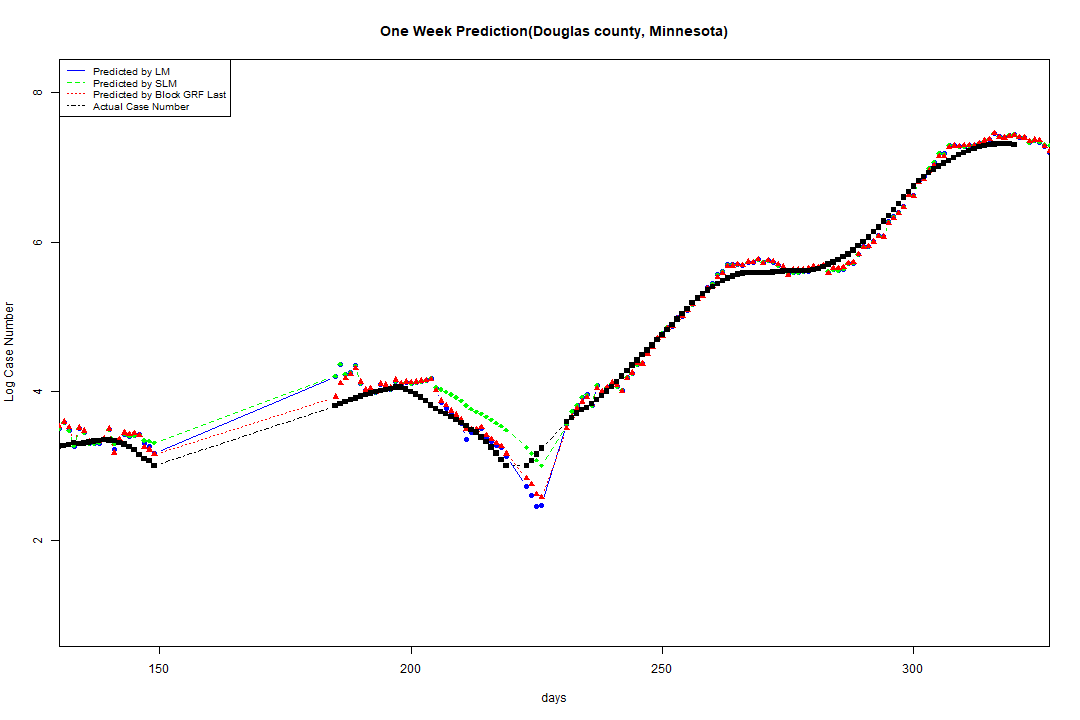 One Week Prediction(Douglas county, Minnesota)
Predicted by LM
Predicted by SLM
Predicted by Block GRF Last
Actual Case Number
8
6
4
2
Log Case Number
150 200 250 300
days